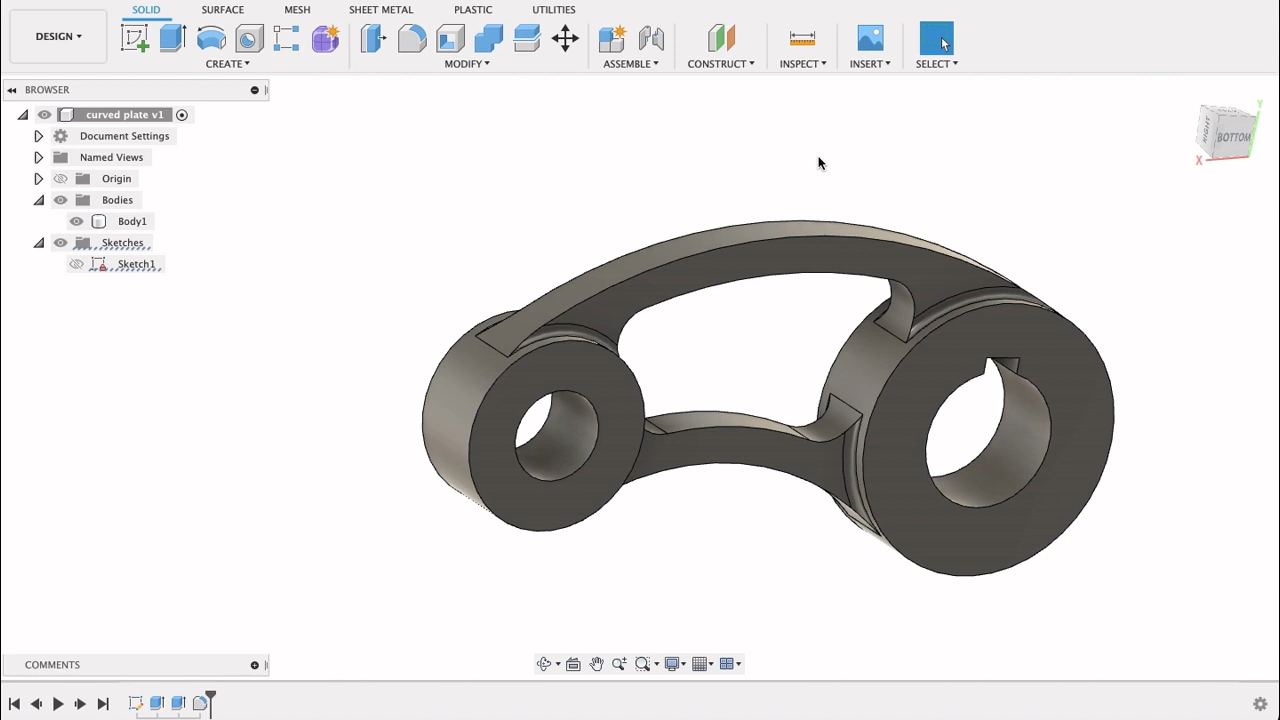 SOLID SURFACE MESH SHEET METAL PLASTIC UTILITIES
DESIGN
CREATE MODIFY ASSEMBLE CONSTRUCT INSPECT INSERT SELECT
BROWSER
curved plate v1
Document Settings
Named Views
Origin
Bodies
Body1
Sketches
Sketch1
RIGHT
BOTTOM
X
Y
COMMENTS